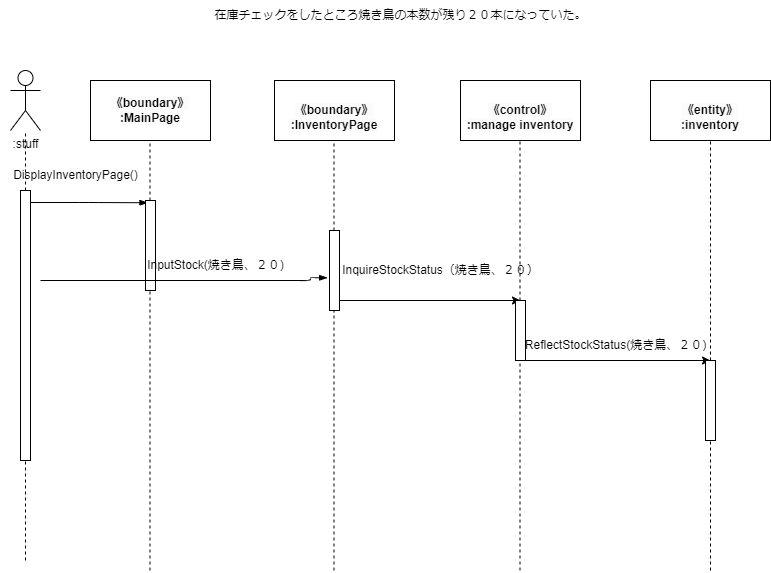 在庫チェックをしたところ焼き鳥の本数が残り２０本になっていた。
《boundary》
:MainPage
《boundary》
:InventoryPage
《control》
:manage inventory
《entity》
:inventory
:stuff
DisplayInventoryPage()
InputStock(焼き鳥、２０)
InquireStockStatus（焼き鳥、２０）
ReflectStockStatus(焼き鳥、２０)